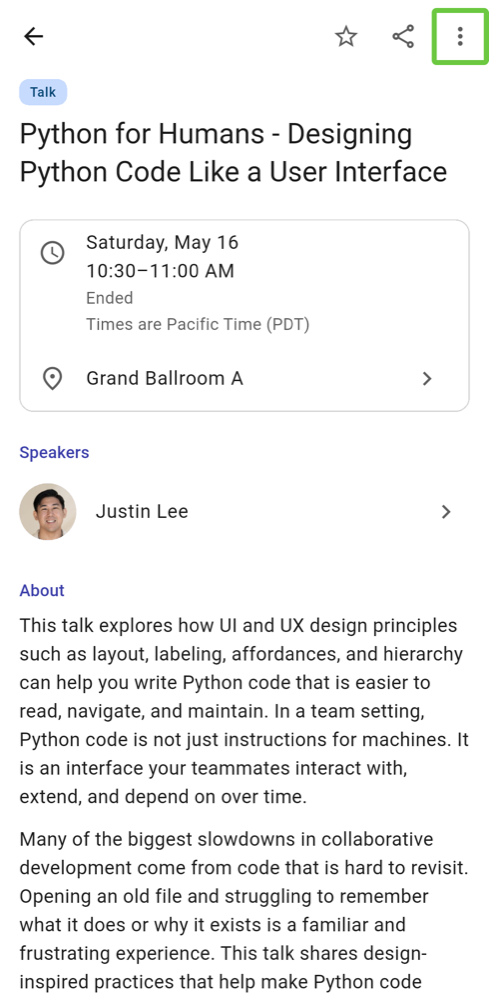 Talk
Python for Humans - Designing
Python Code Like a User Interface
Saturday, May 16
10:30–11:00 AM
Ended
Times are Pacific Time (PDT)
Grand Ballroom A
Speakers
Justin Lee
About
This talk explores how UI and UX design principles
such as layout, labeling, affordances, and hierarchy
can help you write Python code that is easier to
read, navigate, and maintain. In a team setting,
Python code is not just instructions for machines. It
is an interface your teammates interact with,
extend, and depend on over time.
Many of the biggest slowdowns in collaborative
development come from code that is hard to revisit.
Opening an old file and struggling to remember
what it does or why it exists is a familiar and
frustrating experience. This talk shares design-
inspired practices that help make Python code